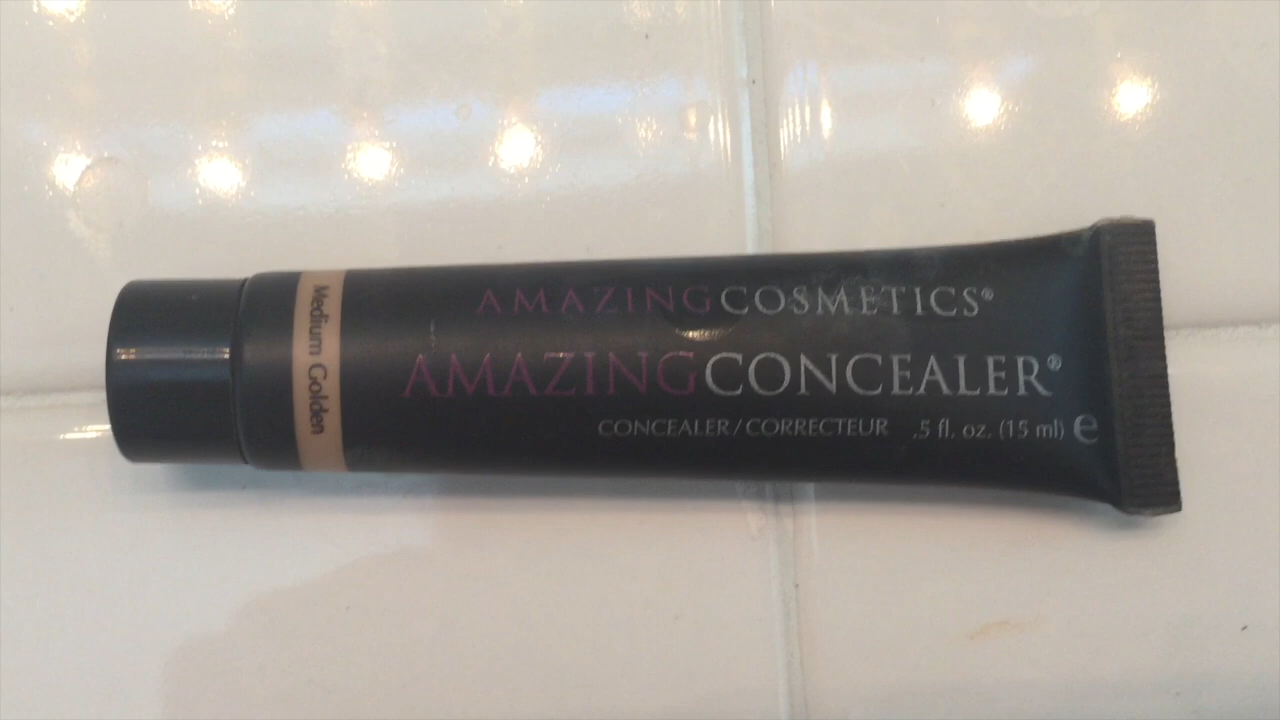 AMAZINGCOSMETICS®
AMAZINGCONCEALER®
CONCEALER/CORRECTEUR .5 fl. oz. (15 ml) e
Medium Golden